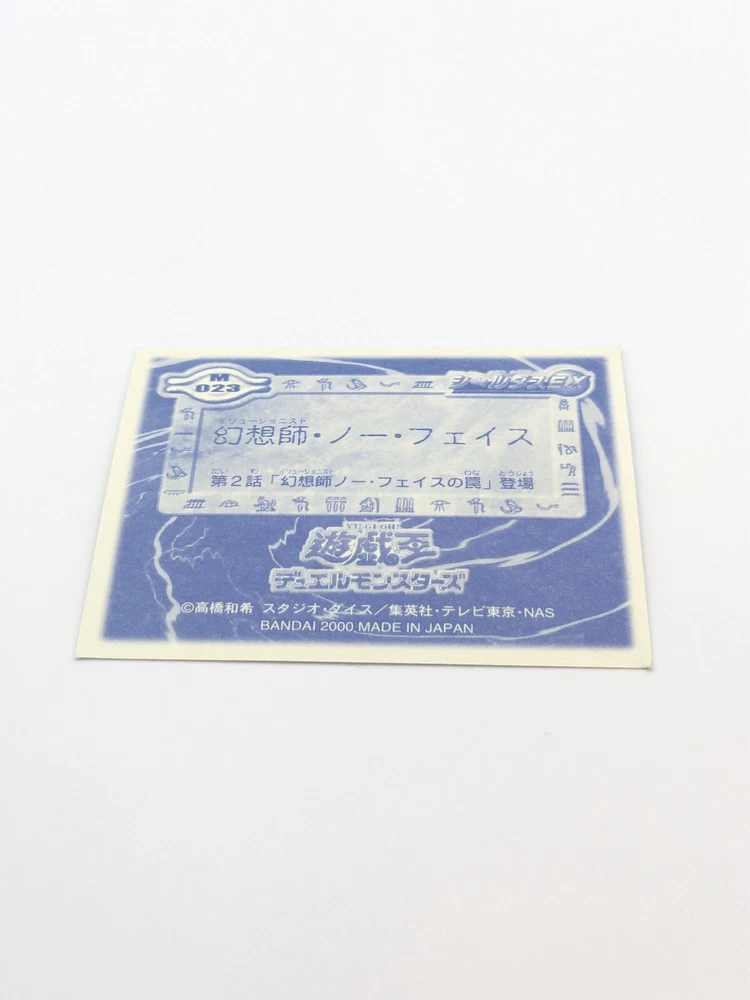 M
023
シールダスEX
イリュージョニスト
幻想師・ノー・フェイス
だい わ イリュージョニスト わな とうじょう
第2話「幻想師ノー・フェイスの罠」登場
YU-GI-OH!
遊戯王
デュエルモンスターズ
©高橋和希 スタジオ・ダイス／集英社・テレビ東京・NAS
BANDAI 2000 MADE IN JAPAN